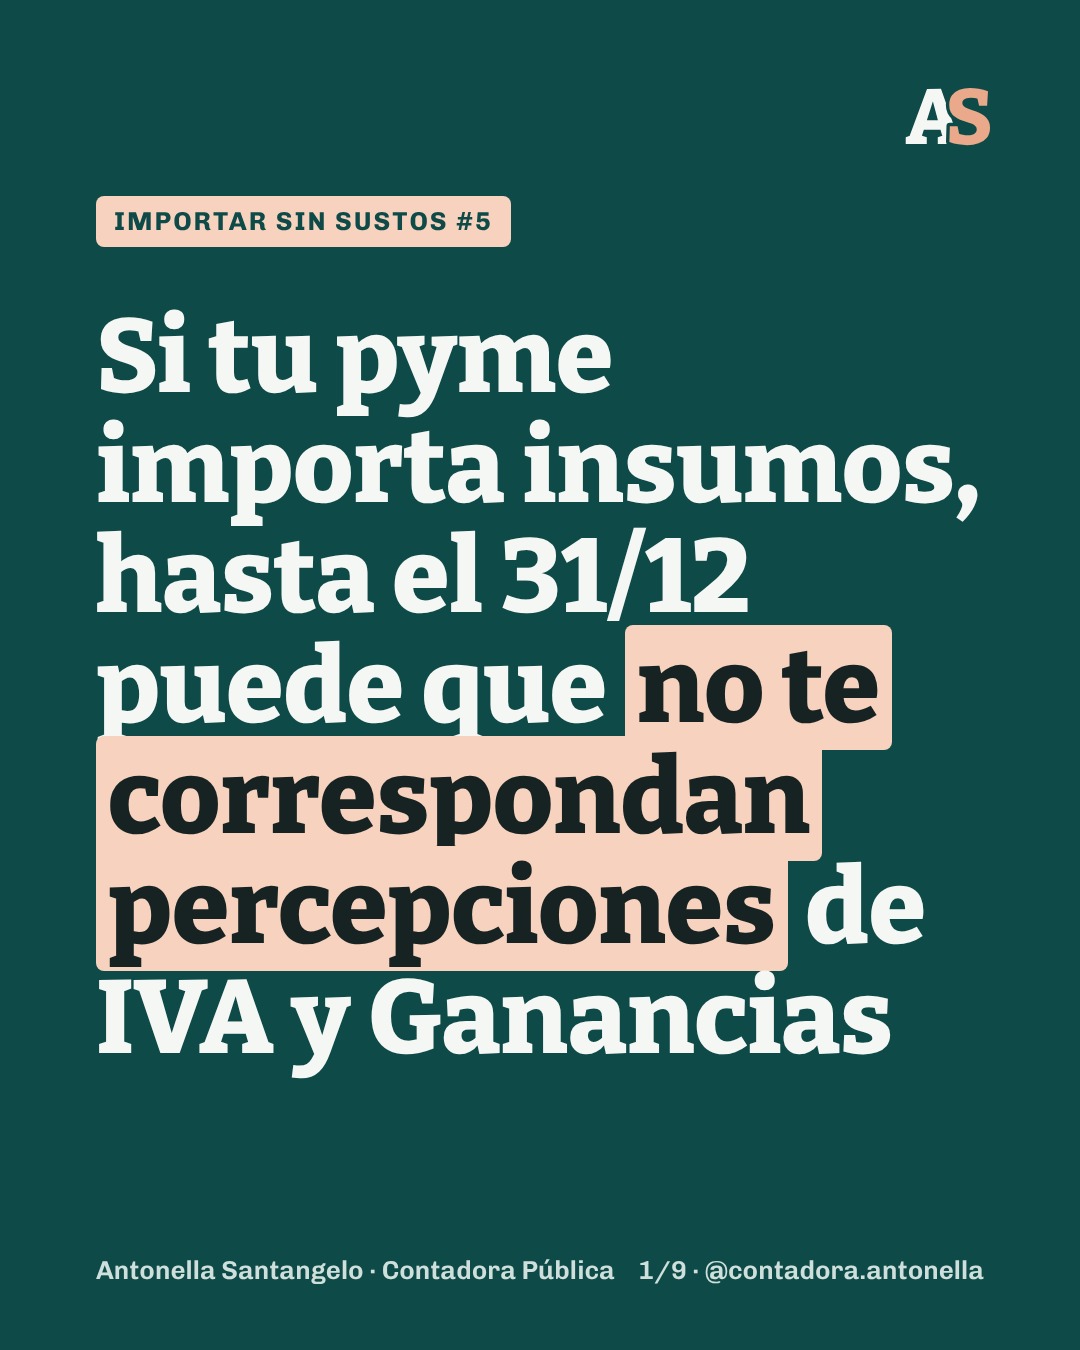 AS
IMPORTAR SIN SUSTOS #5
Si tu pyme
importa insumos,
hasta el 31/12
puede que no te
correspondan
percepciones de
IVA y Ganancias
Antonella Santangelo · Contadora Pública 1/9 · @contadora.antonella